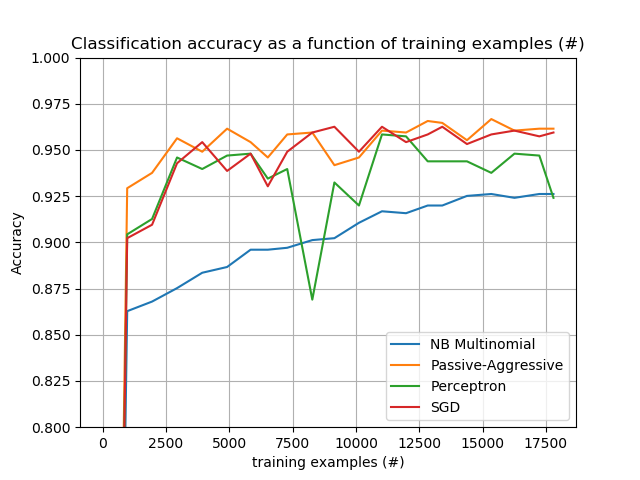 Classification accuracy as a function of training examples (#)
1.000
0.975
0.950
0.925
0.900
0.875
0.850
0.825
0.800
Accuracy
NB Multinomial
Passive-Aggressive
Perceptron
SGD
0 2500 5000 7500 10000 12500 15000 17500
training examples (#)